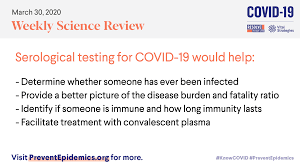 March 30, 2020
Weekly Science Review
COVID-19
Vital Strategies
Serological testing for COVID-19 would help:
- Determine whether someone has ever been infected
- Provide a better picture of the disease burden and fatality ratio
- Identify if someone is immune and how long immunity lasts
- Facilitate treatment with convalescent plasma
Visit PreventEpidemics.org for more.
#KnowCOVID #PreventEpidemics